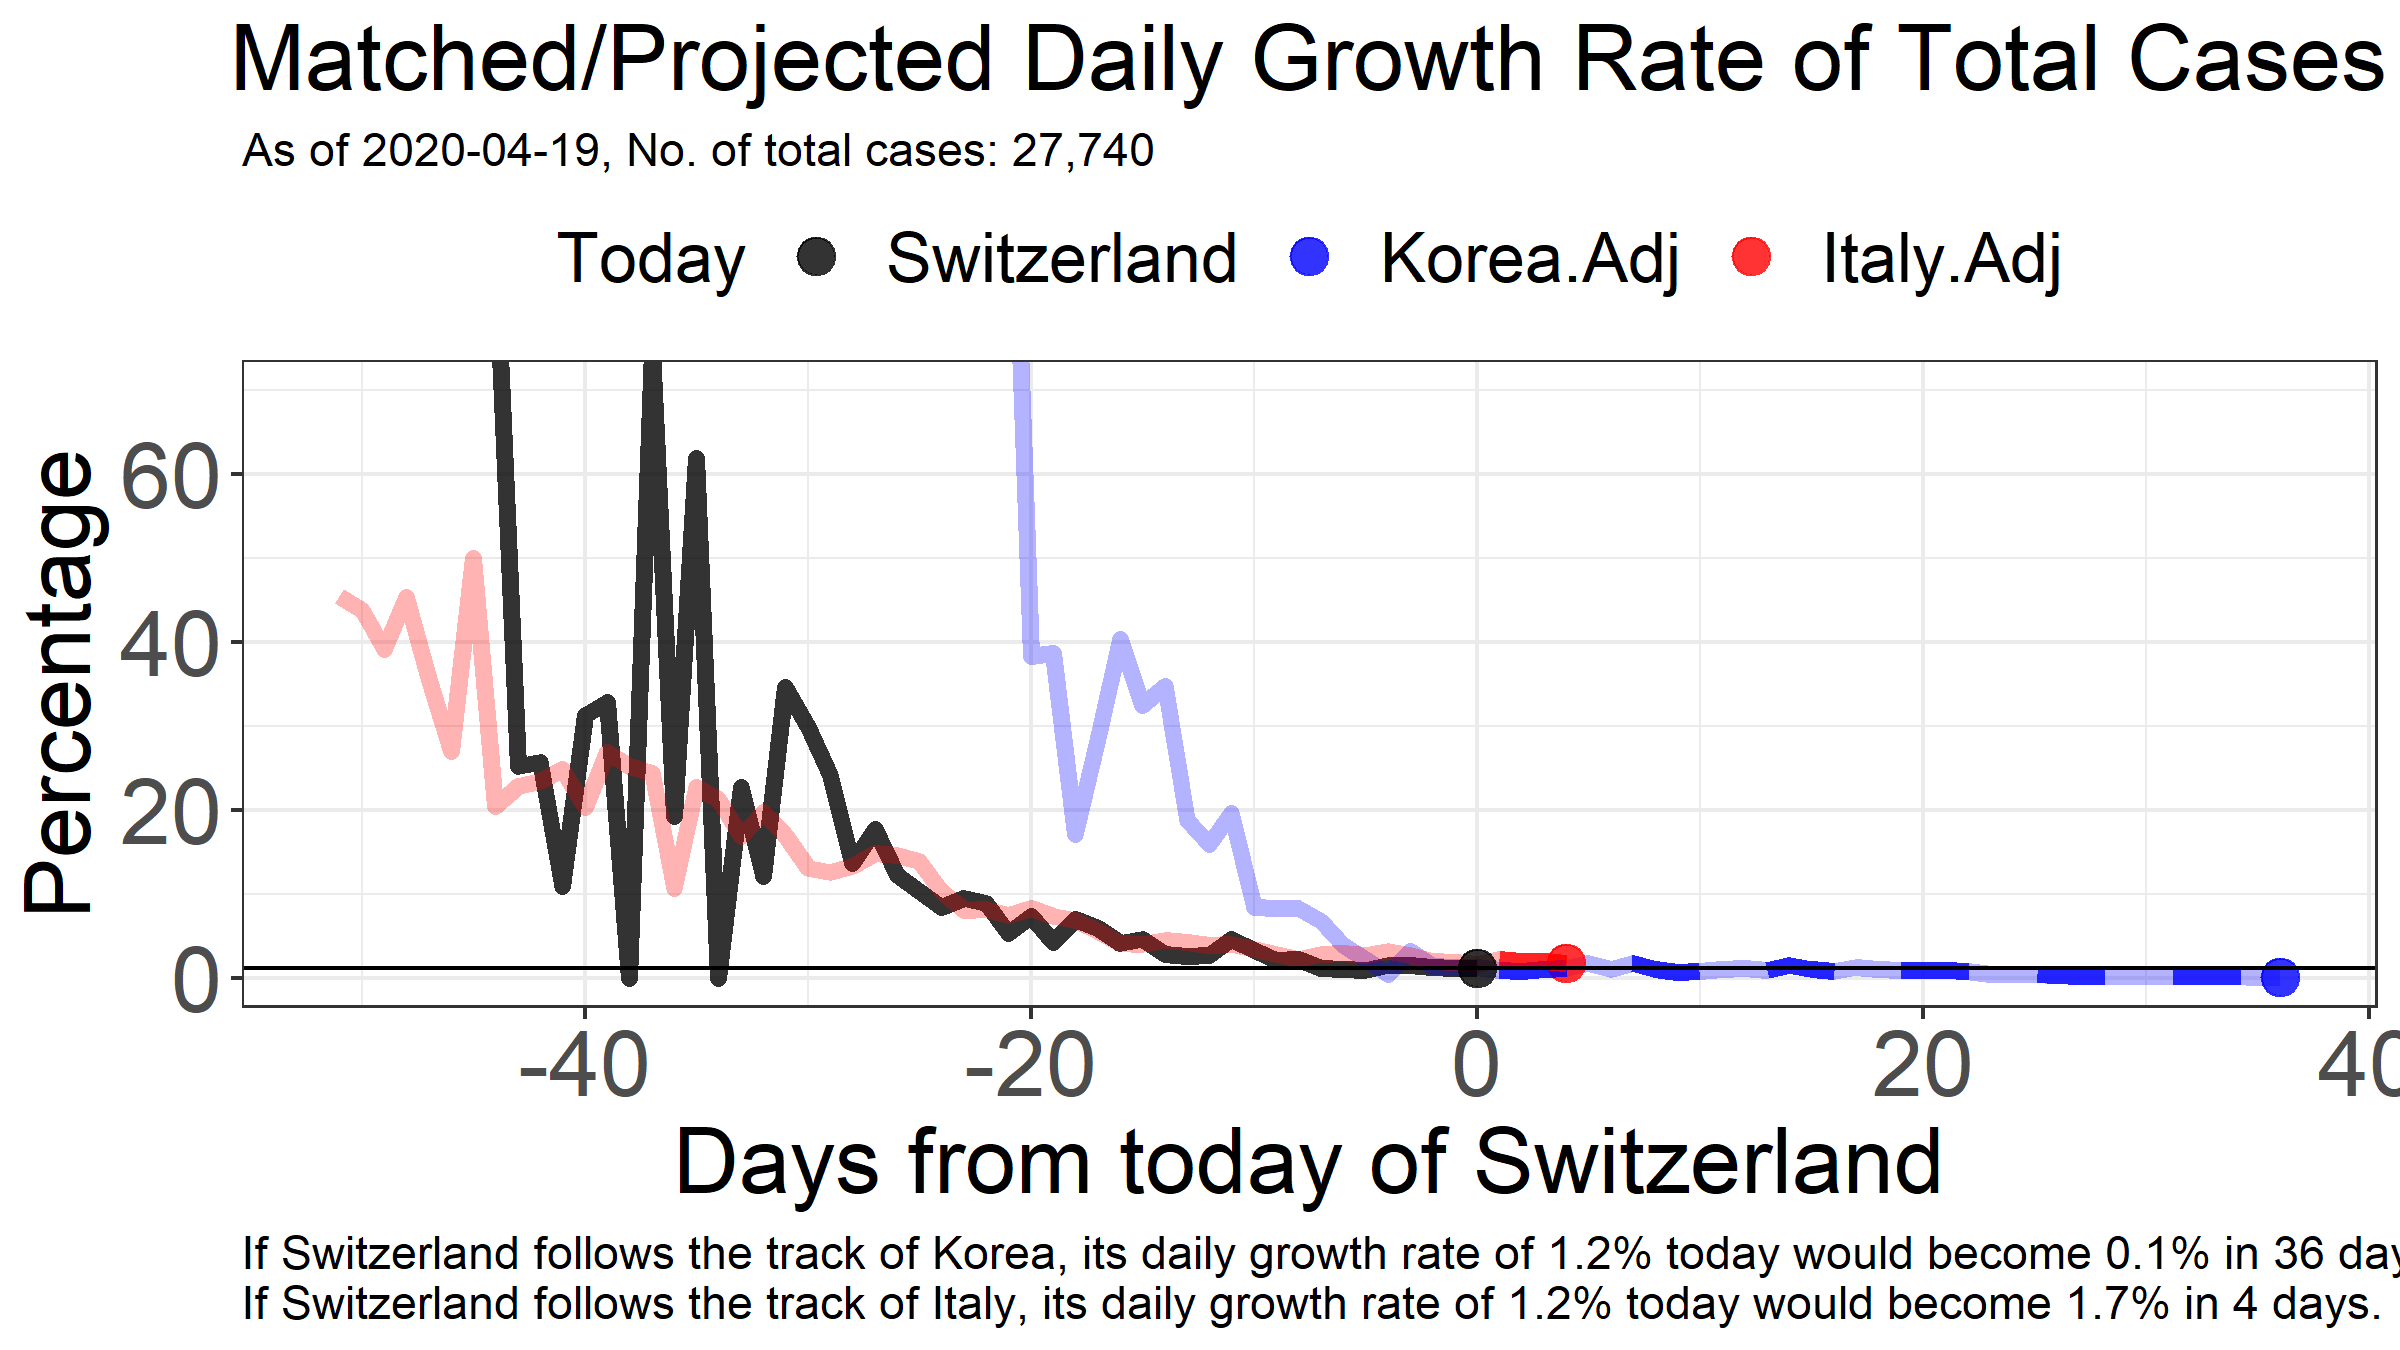 Matched/Projected Daily Growth Rate of Total Cases
As of 2020-04-19, No. of total cases: 27,740
Today Switzerland Korea.Adj Italy.Adj
Percentage
60
40
20
0
-40 -20 0 20 40
Days from today of Switzerland
If Switzerland follows the track of Korea, its daily growth rate of 1.2% today would become 0.1% in 36 day
If Switzerland follows the track of Italy, its daily growth rate of 1.2% today would become 1.7% in 4 days.